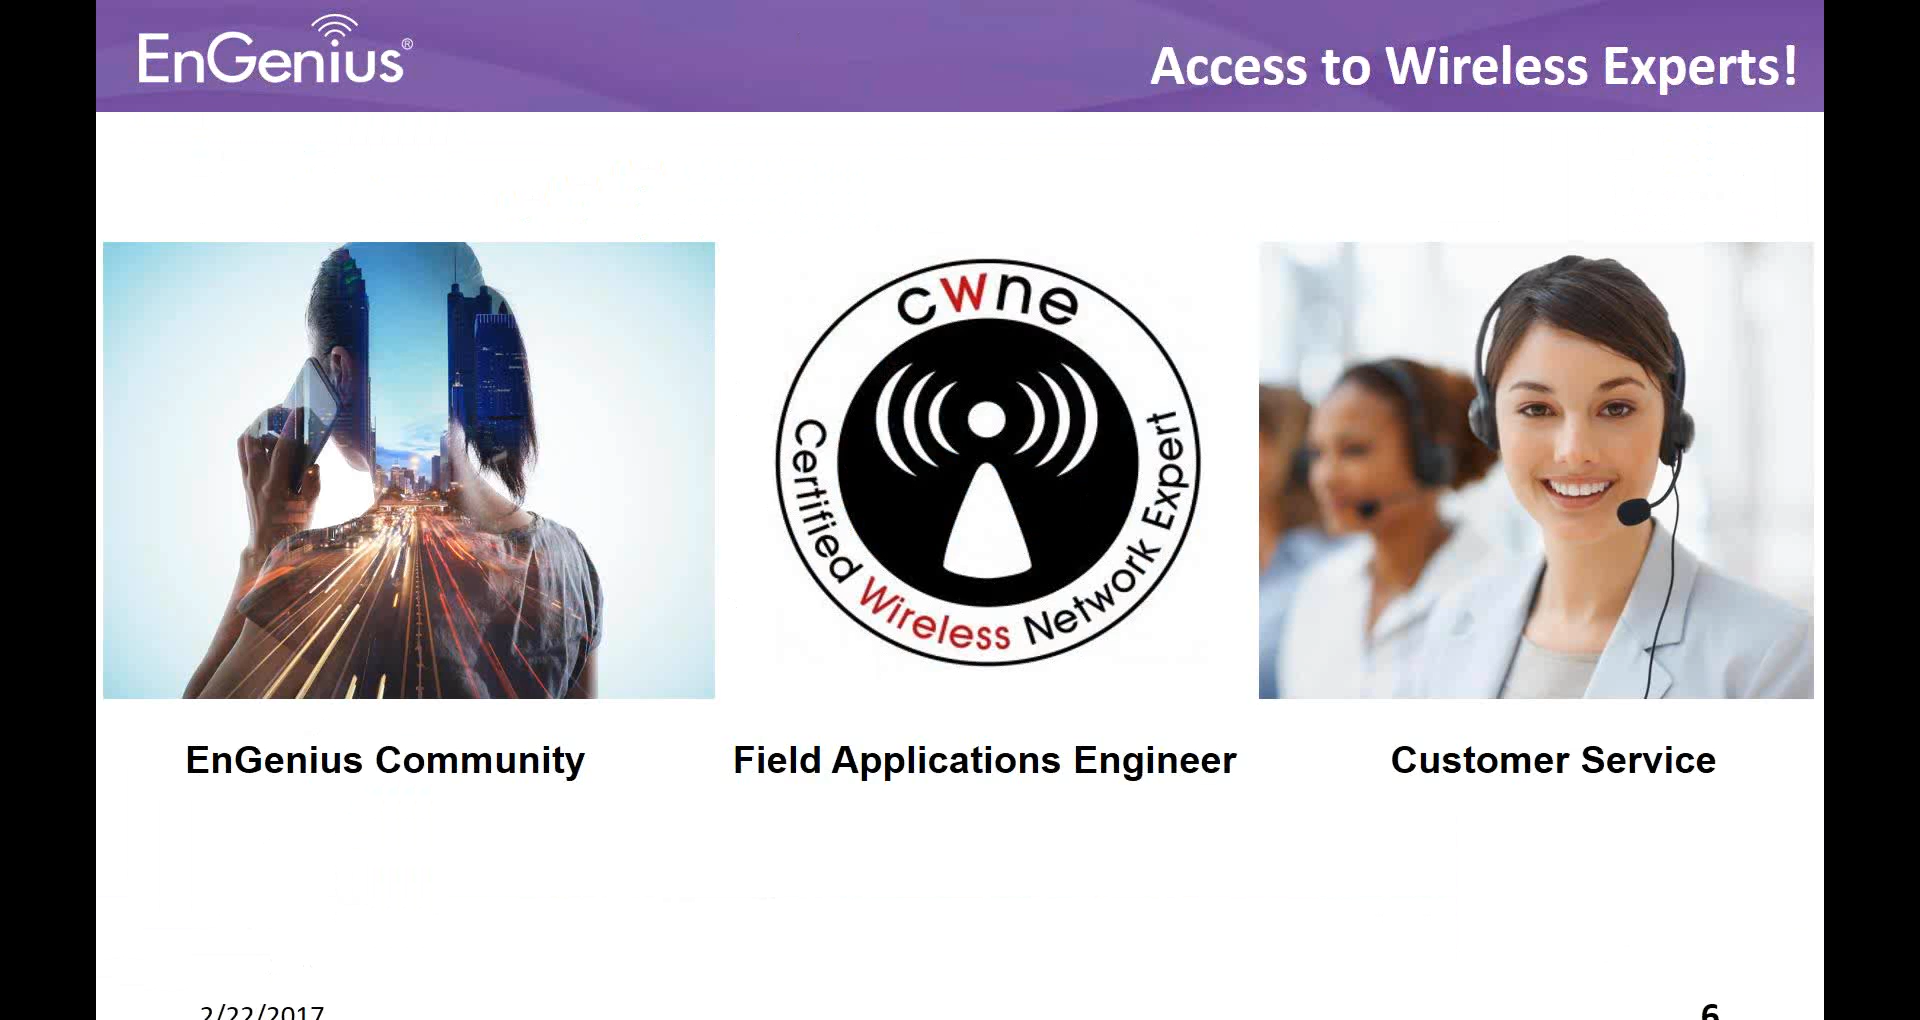 EnGenius®
Access to Wireless Experts!
cwne
Certified Wireless Network Expert
EnGenius Community
Field Applications Engineer
Customer Service
2/22/2017
6